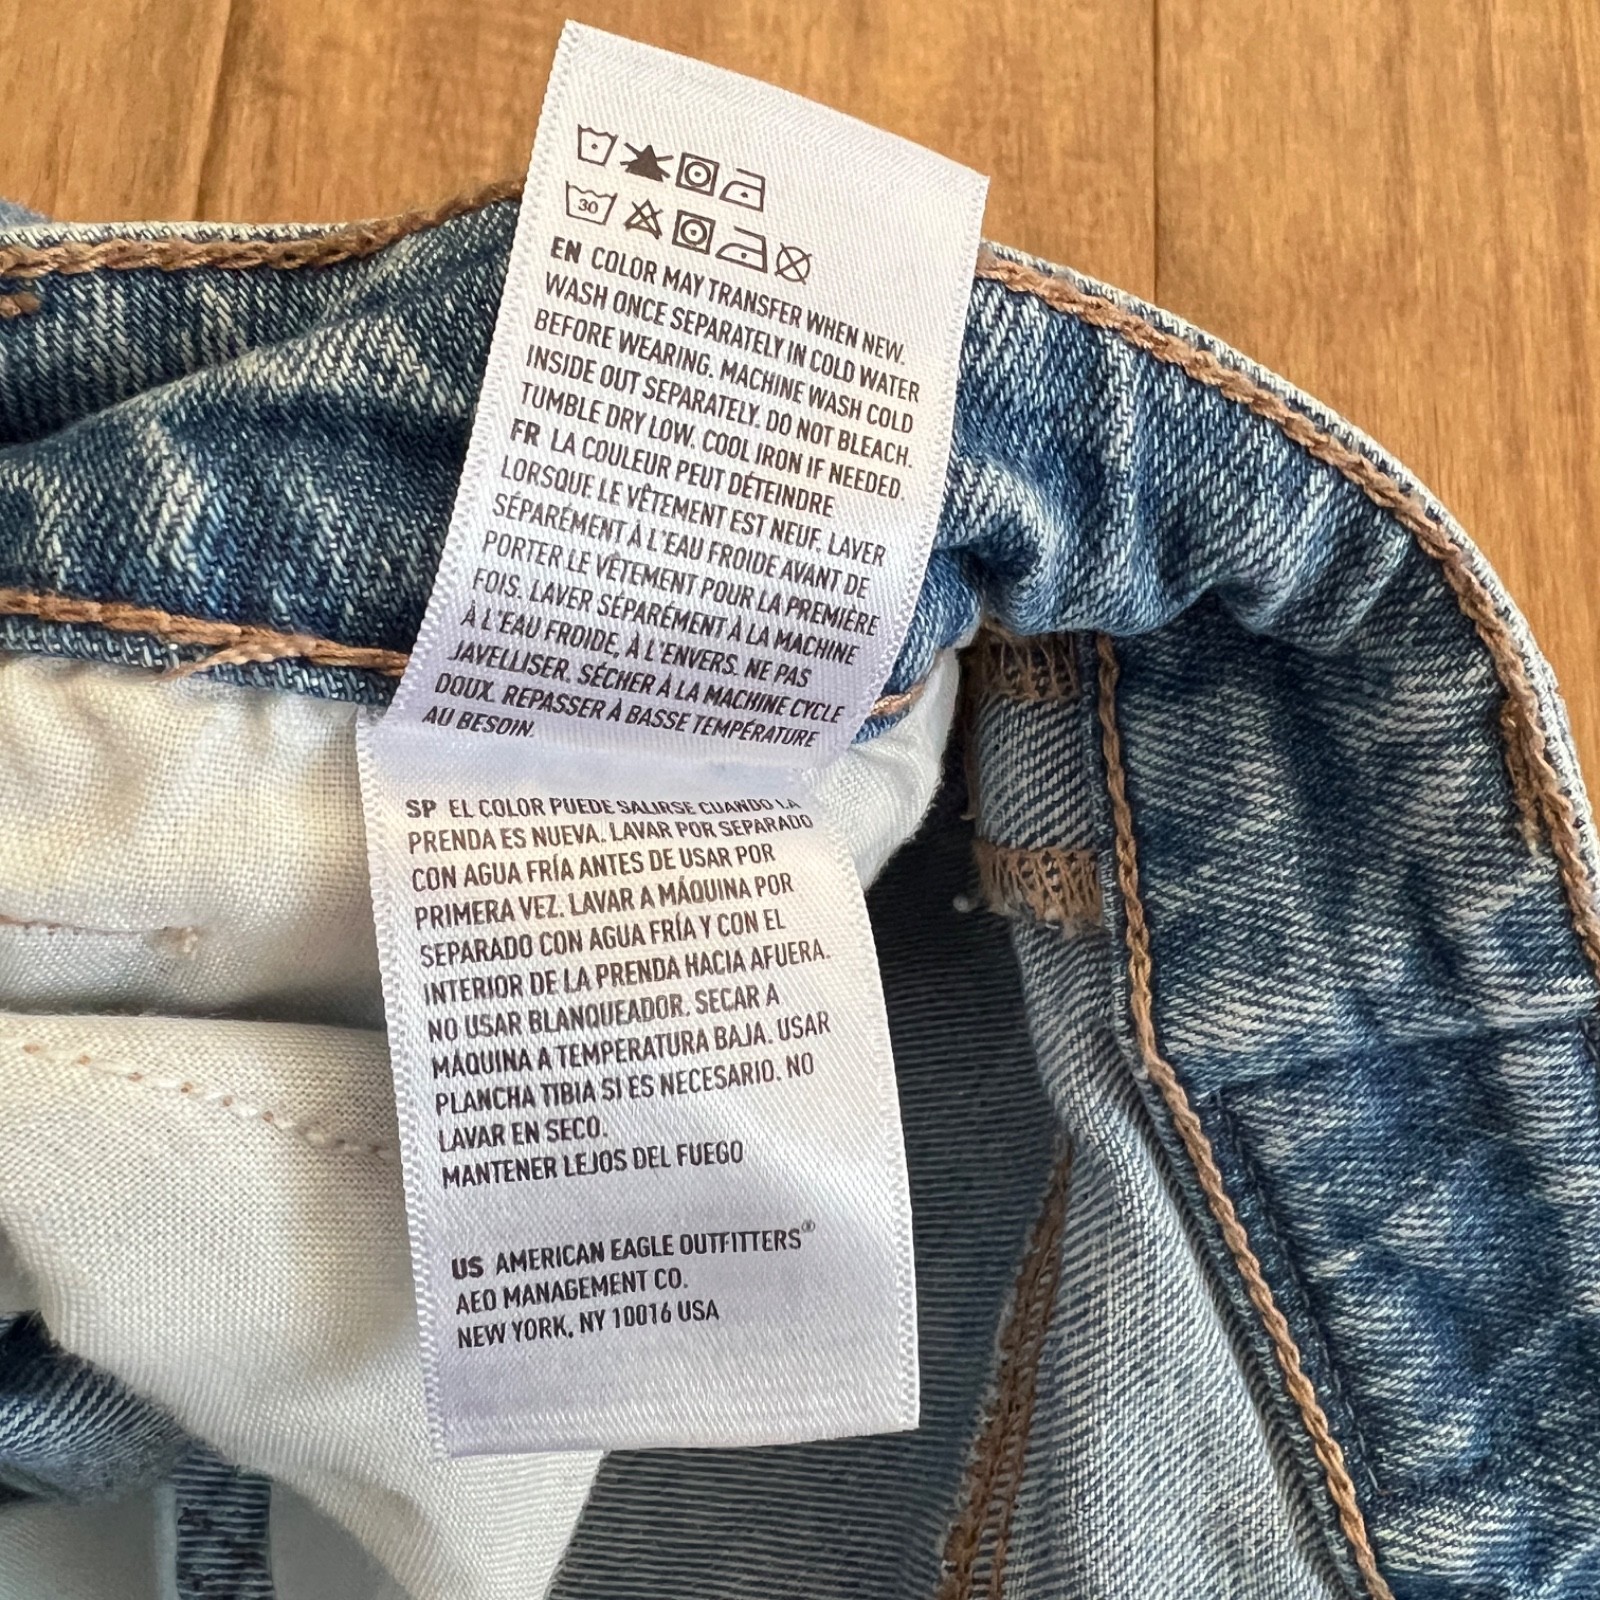 30
EN COLOR MAY TRANSFER WHEN NEW.
WASH ONCE SEPARATELY IN COLD WATER
BEFORE WEARING. MACHINE WASH COLD
INSIDE OUT SEPARATELY. DO NOT BLEACH.
TUMBLE DRY LOW. COOL IRON IF NEEDED.
FR LA COULEUR PEUT DÉTEINDRE
LORSQUE LE VÊTEMENT EST NEUF. LAVER
SÉPARÉMENT À L'EAU FROIDE AVANT DE
PORTER LE VÊTEMENT POUR LA PREMIÈRE
FOIS. LAVER SÉPARÉMENT À LA MACHINE
À L'EAU FROIDE, À L'ENVERS. NE PAS
JAVELLISER. SÉCHER À LA MACHINE CYCLE
DOUX. REPASSER À BASSE TEMPÉRATURE
AU BESOIN.
SP EL COLOR PUEDE SALIRSE CUANDO LA
PRENDA ES NUEVA. LAVAR POR SEPARADO
CON AGUA FRÍA ANTES DE USAR POR
PRIMERA VEZ. LAVAR A MÁQUINA POR
SEPARADO CON AGUA FRÍA Y CON EL
INTERIOR DE LA PRENDA HACIA AFUERA.
NO USAR BLANQUEADOR. SECAR A
MÁQUINA A TEMPERATURA BAJA. USAR
PLANCHA TIBIA SI ES NECESARIO. NO
LAVAR EN SECO.
MANTENER LEJOS DEL FUEGO
US AMERICAN EAGLE OUTFITTERS®
AEO MANAGEMENT CO.
NEW YORK, NY 10016 USA